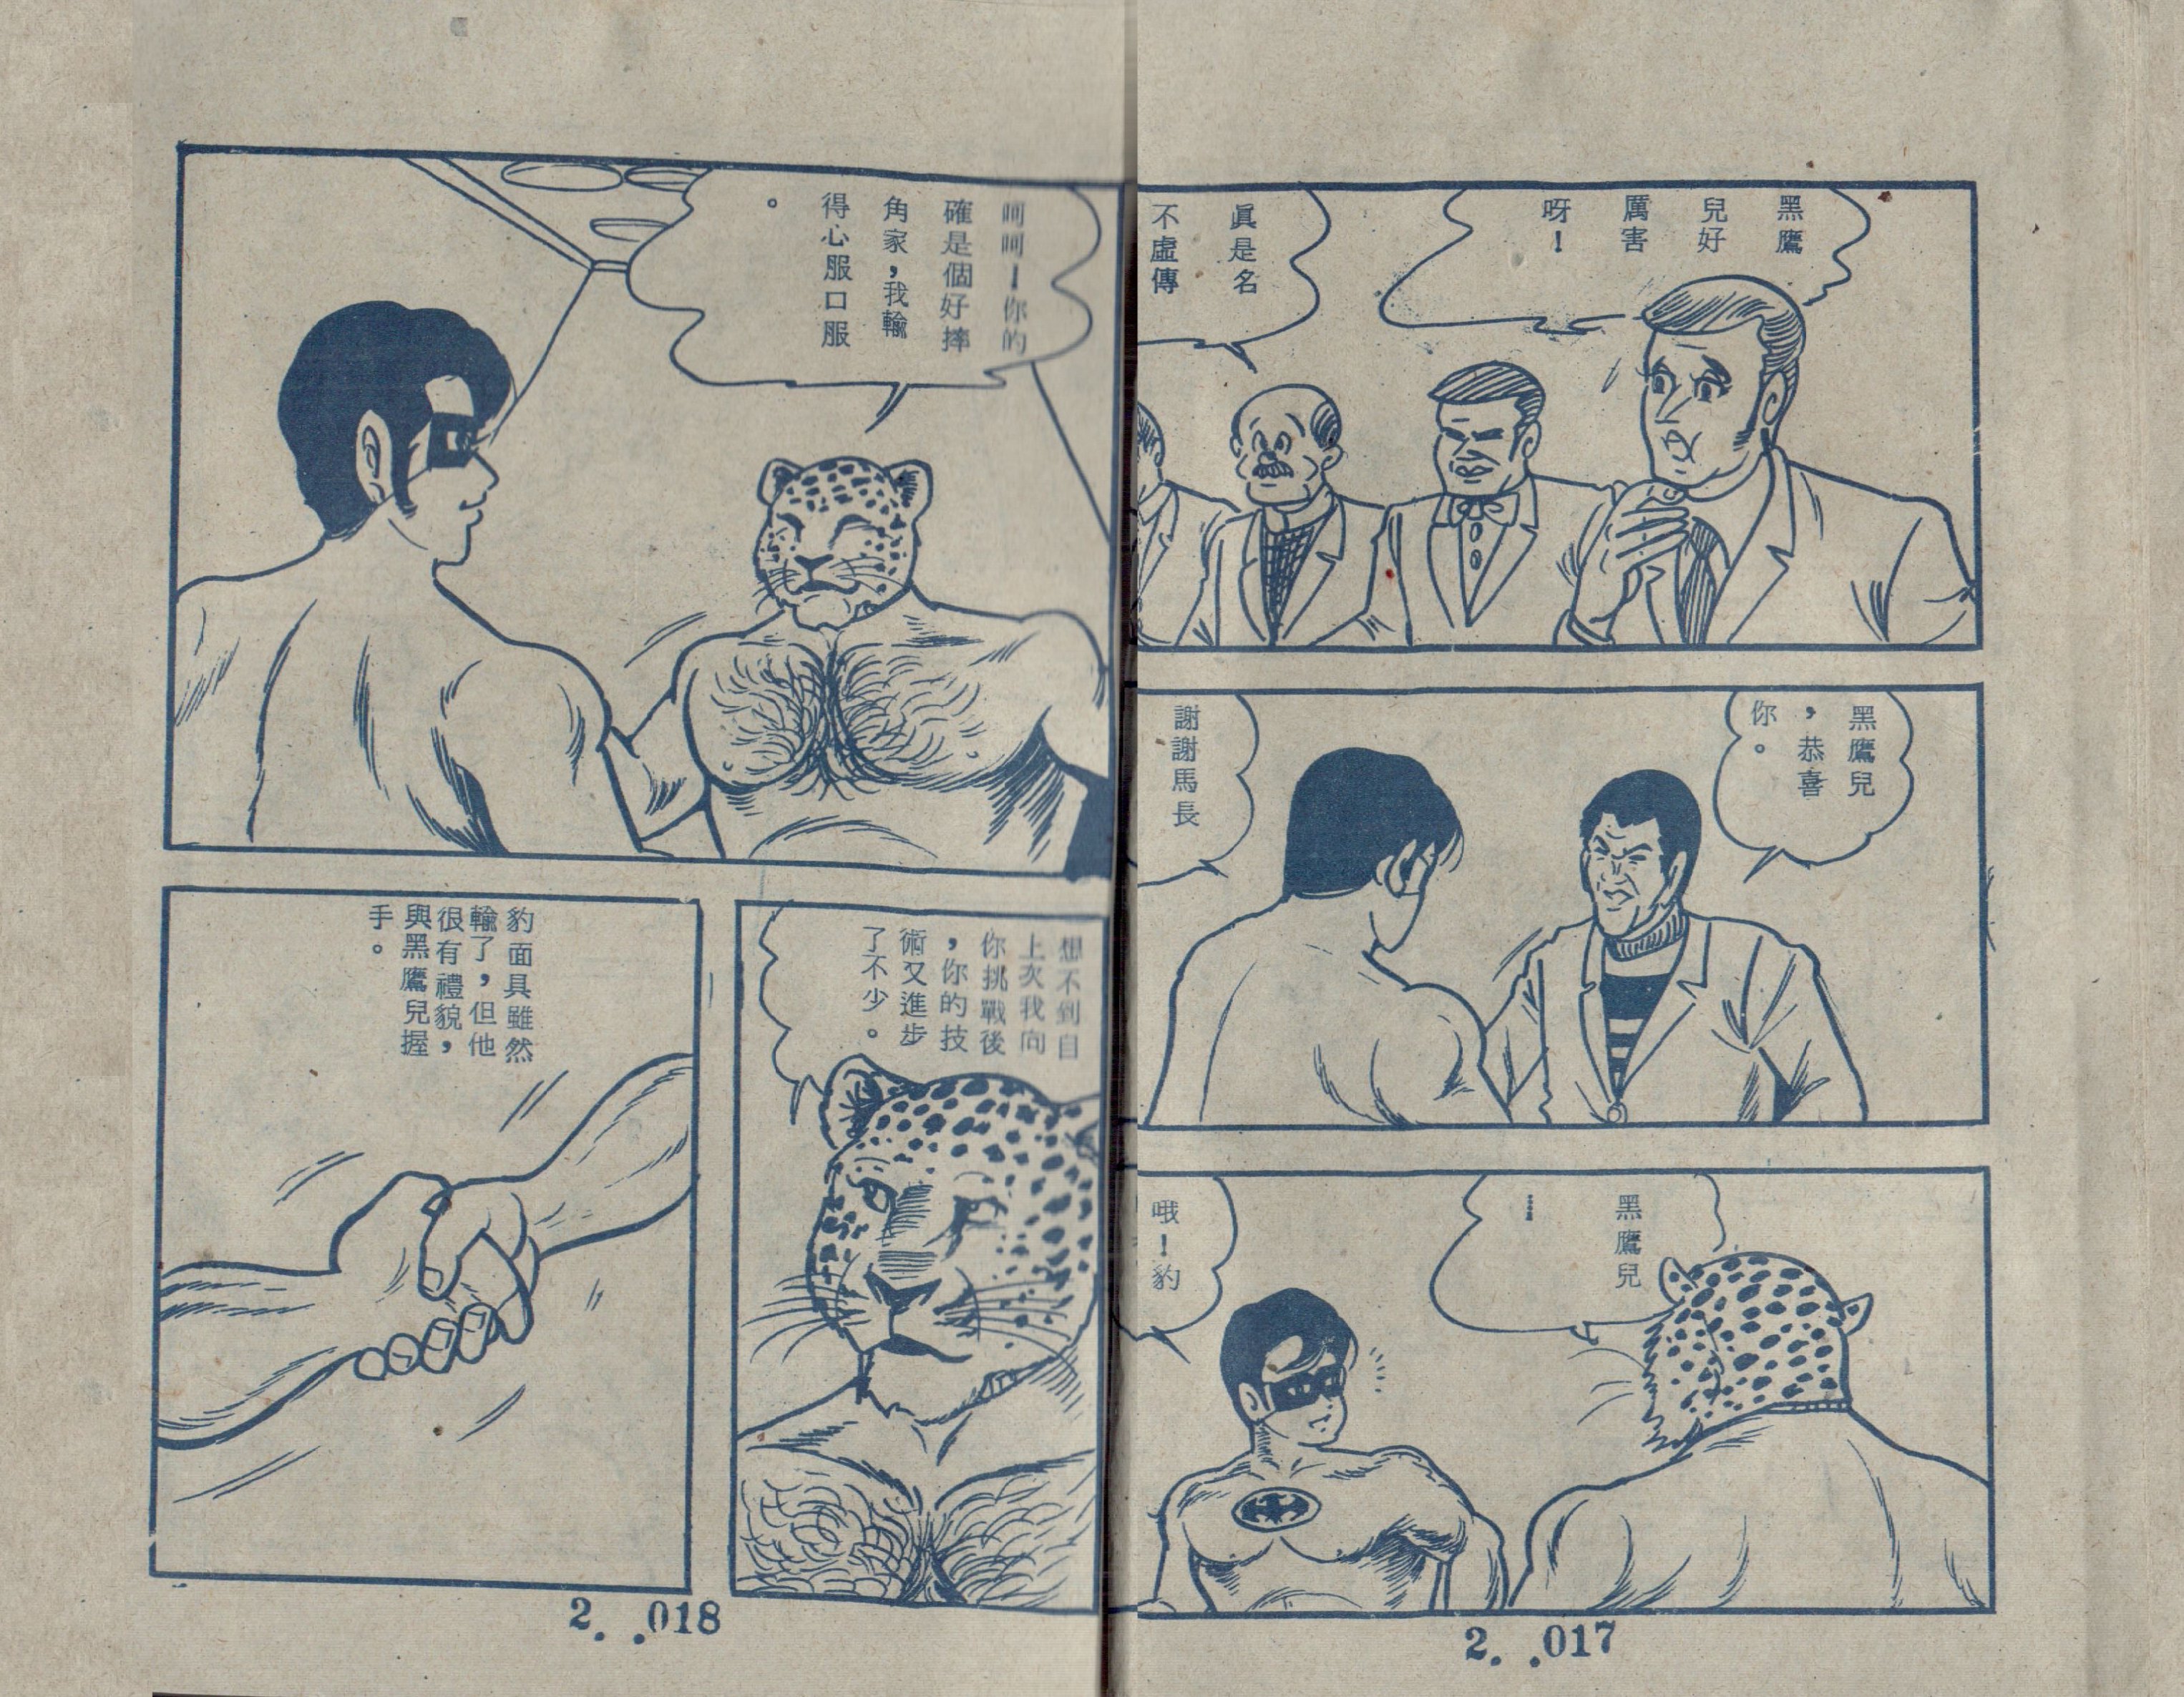 黑鷹
兒好
厲害
呀!
眞是名
不虛傳
黑鷹兒
,恭喜
你。
謝謝馬長
黑鷹兒
……
哦!豹
2..017
呵呵!你的
確是個好摔
角家,我輸
得心服口服
。
想不到自
上次我向
你挑戰後
,你的技
術又進步
了不少。
豹面具雖然
輸了,但他
很有禮貌,
與黑鷹兒握
手。
2..018